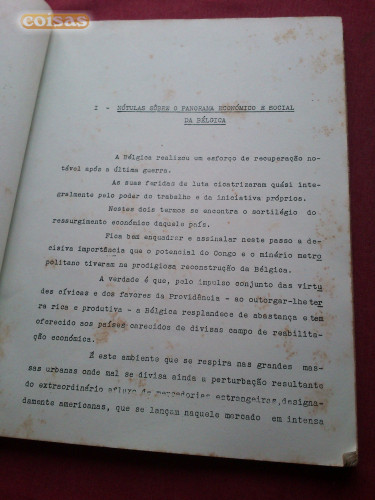 coisas
I - RÓTULAS SÔBRE O PANORAMA ECONÓMICO E SOCIAL
DA BÉLGICA
A Bélgica realizou um esforço de recuperação no-
tável após a última guerra.
As suas feridas de luta cicatrizaram quási inte-
gralmente pelo poder do trabalho e da iniciativa próprios.
Nestes dois termos se encontra o sortilégio do
ressurgimento económico daquele país.
Fica bem enquadrar e assinalar neste passo a de-
cisiva importância que o potencial do Congo e o minério metro
politano tiveram na prodigiosa reconstrução da Bélgica.
A verdade é que, pelo impulso conjunto das virtu
des cívicas e dos favores da Providência - ao outorgar-lhe ter
ra rica e produtiva - a Bélgica resplandece de abastança e tem
oferecido aos países carecidos de divisas campo de reabilita-
ção económica.
É este ambiente que se respira nas grandes mas-
sas urbanas onde mal se divisa ainda a perturbação resultante
do extraordinário afluxo de mercadorias estrangeiras, designa-
damente americanas, que se lançam naquele mercado em intensa